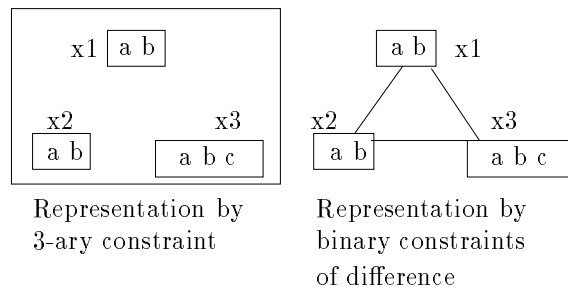 x1 a b
x2
a b
x3
a b c
Representation by
3-ary constraint
a b x1
x2
a b
x3
a b c
Representation by
binary constraints
of difference